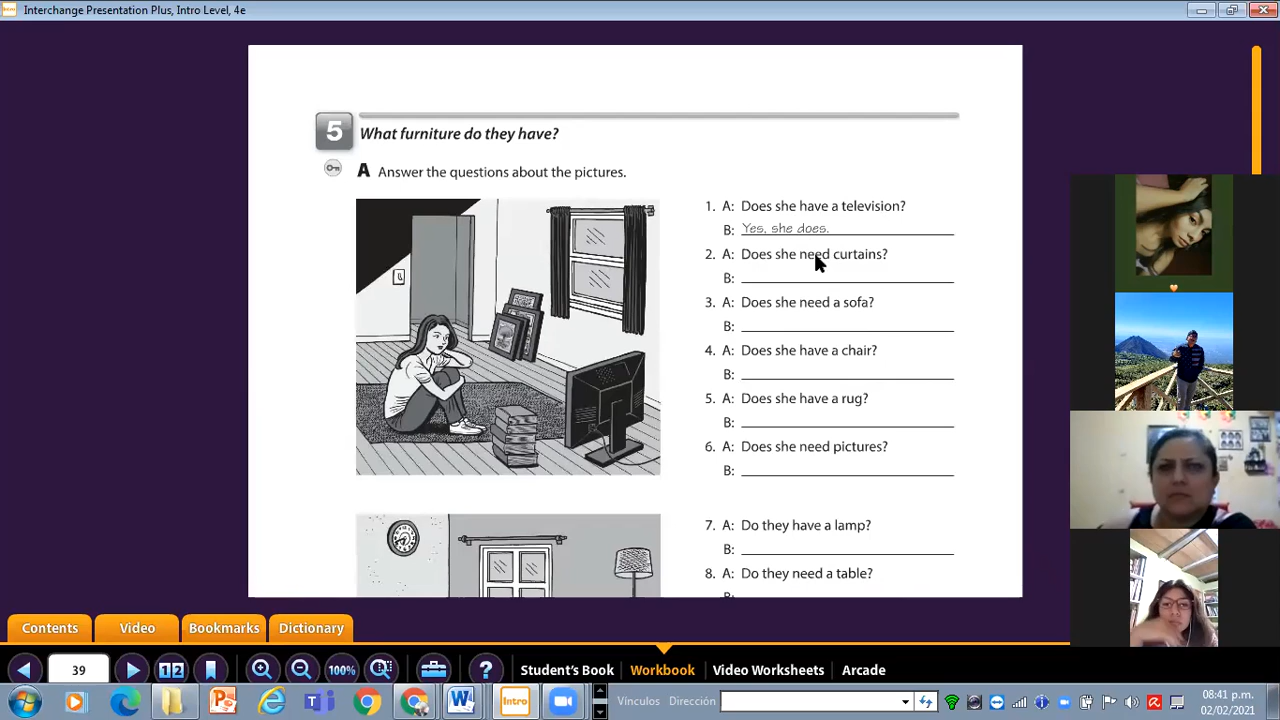 Interchange Presentation Plus, Intro Level, 4e
5 What furniture do they have?
A Answer the questions about the pictures.
1. A: Does she have a television?
B: Yes, she does.
2. A: Does she need curtains?
B:
3. A: Does she need a sofa?
B:
4. A: Does she have a chair?
B:
5. A: Does she have a rug?
B:
6. A: Does she need pictures?
B:
7. A: Do they have a lamp?
B:
8. A: Do they need a table?
B:
Contents Video Bookmarks Dictionary
39 12 100% ? Student's Book Workbook Video Worksheets Arcade
Intro Vínculos Dirección 08:41 p.m.
02/02/2021